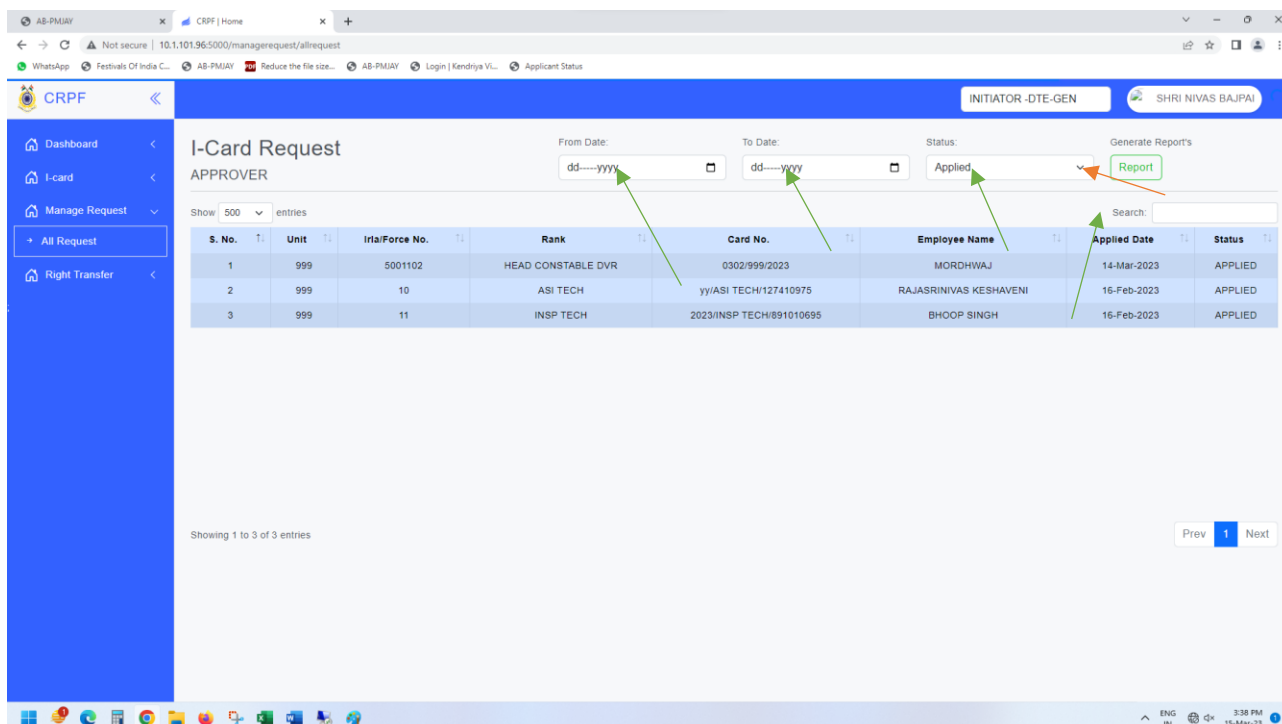 AB-PMJAY CRPF | Home
Not secure | 10.1.101.96:5000/managerequest/allrequest
WhatsApp Festivals Of India C... AB-PMJAY PDF Reduce the file size... AB-PMJAY Login | Kendriya Vi... Applicant Status
CRPF INITIATOR -DTE-GEN SHRI NIVAS BAJPAI
Dashboard
I-card
Manage Request
All Request
Right Transfer
I-Card Request
APPROVER
From Date: To Date: Status: Generate Report's
dd-----yyyy dd-----yyyy Applied Report
Show 500 entries Search:
S. No. Unit Irla/Force No. Rank Card No. Employee Name Applied Date Status
1 999 5001102 HEAD CONSTABLE DVR 0302/999/2023 MORDHWAJ 14-Mar-2023 APPLIED
2 999 10 ASI TECH yy/ASI TECH/127410975 RAJASRINIVAS KESHAVENI 16-Feb-2023 APPLIED
3 999 11 INSP TECH 2023/INSP TECH/891010695 BHOOP SINGH 16-Feb-2023 APPLIED
Showing 1 to 3 of 3 entries Prev 1 Next
ENG 3:38 PM
IN 15-Mar-23